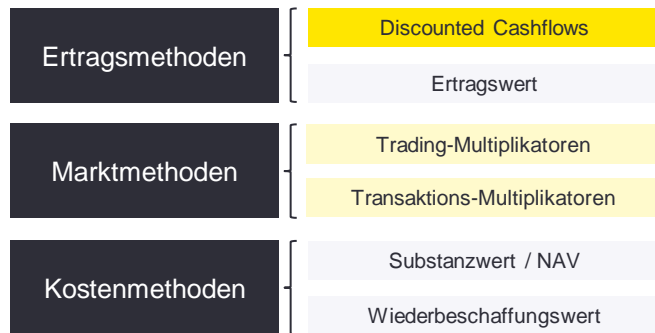 Ertragsmethoden
Discounted Cashflows
Ertragswert
Marktmethoden
Trading-Multiplikatoren
Transaktions-Multiplikatoren
Kostenmethoden
Substanzwert / NAV
Wiederbeschaffungswert